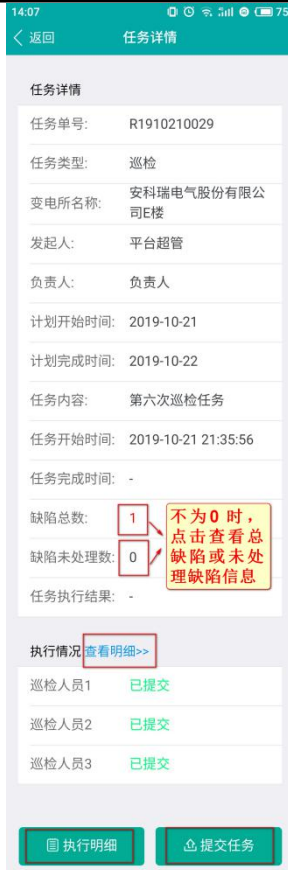 14:07 75
返回 任务详情
任务详情
任务单号: R1910210029
任务类型: 巡检
变电所名称: 安科瑞电气股份有限公
司E楼
发起人: 平台超管
负责人: 负责人
计划开始时间: 2019-10-21
计划完成时间: 2019-10-22
任务内容: 第六次巡检任务
任务开始时间: 2019-10-21 21:35:56
任务完成时间: -
缺陷总数: 1
缺陷未处理数: 0
不为0 时，
点击查看总
缺陷或未处
理缺陷信息
任务执行结果: -
执行情况 查看明细>>
巡检人员1 已提交
巡检人员2 已提交
巡检人员3 已提交
执行明细 提交任务